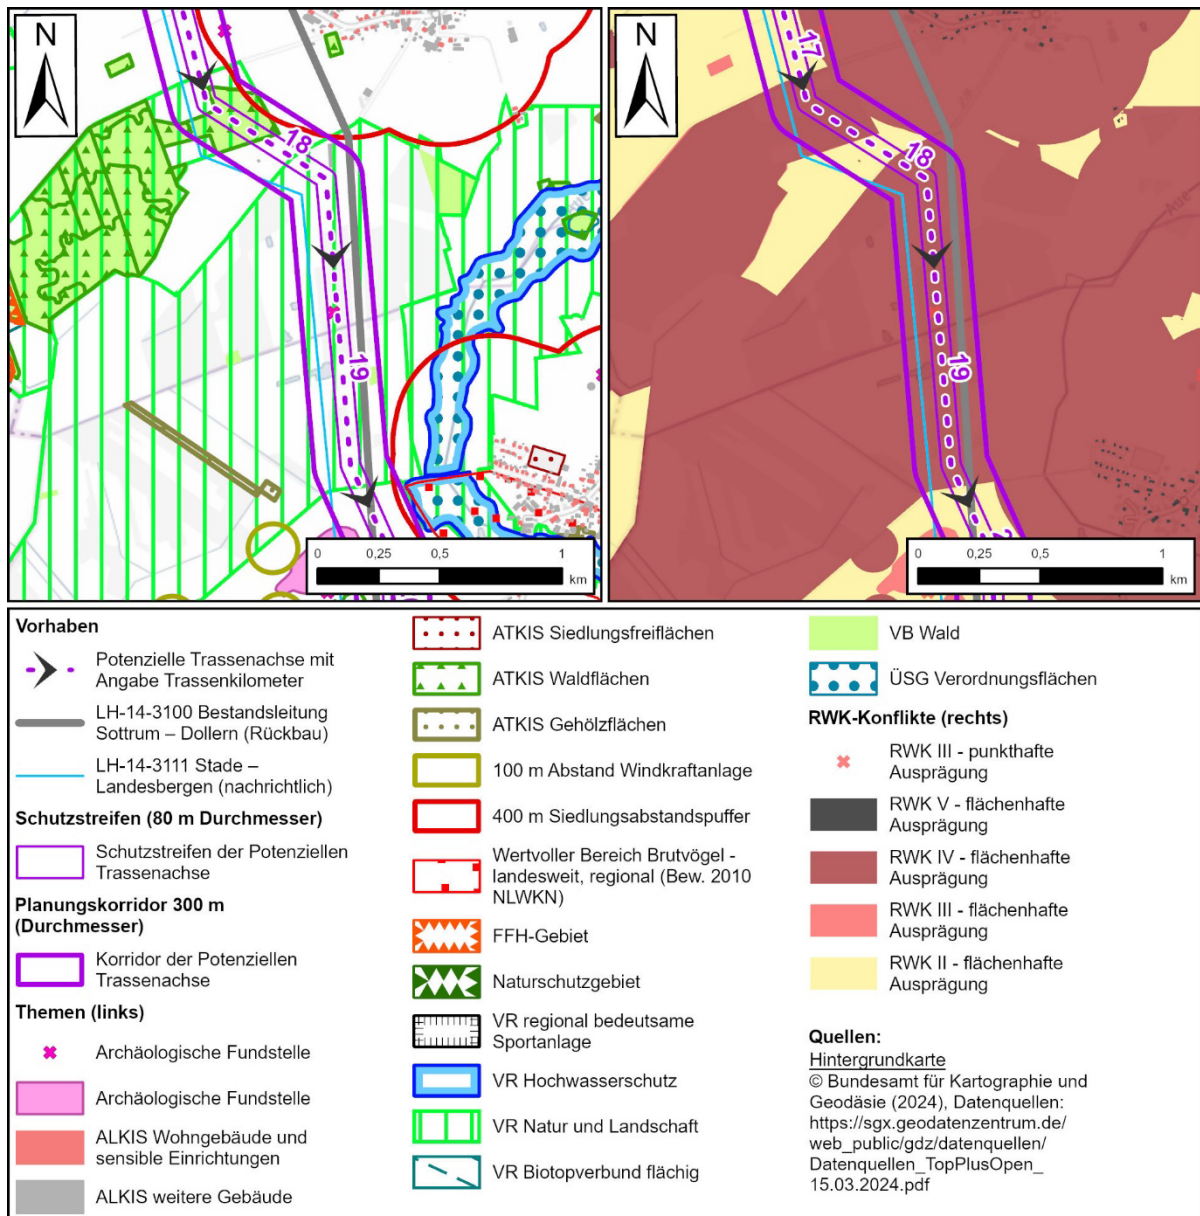 N
18
19
0
0,25
0,5
1
km
N
17
18
19
Aue
0
0,25
0,5
1
km
Vorhaben
Potenzielle Trassenachse mit
Angabe Trassenkilometer
LH-14-3100 Bestandsleitung
Sottrum – Dollern (Rückbau)
LH-14-3111 Stade –
Landesbergen (nachrichtlich)
Schutzstreifen (80 m Durchmesser)
Schutzstreifen der Potenziellen
Trassenachse
Planungskorridor 300 m
(Durchmesser)
Korridor der Potenziellen
Trassenachse
Themen (links)
Archäologische Fundstelle
Archäologische Fundstelle
ALKIS Wohngebäude und
sensible Einrichtungen
ALKIS weitere Gebäude
ATKIS Siedlungsfreiflächen
ATKIS Waldflächen
ATKIS Gehölzflächen
100 m Abstand Windkraftanlage
400 m Siedlungsabstandspuffer
Wertvoller Bereich Brutvögel -
landesweit, regional (Bew. 2010
NLWKN)
FFH-Gebiet
Naturschutzgebiet
VR regional bedeutsame
Sportanlage
VR Hochwasserschutz
VR Natur und Landschaft
VR Biotopverbund flächig
VB Wald
ÜSG Verordnungsflächen
RWK-Konflikte (rechts)
RWK III - punkthafte
Ausprägung
RWK V - flächenhafte
Ausprägung
RWK IV - flächenhafte
Ausprägung
RWK III - flächenhafte
Ausprägung
RWK II - flächenhafte
Ausprägung
Quellen:
Hintergrundkarte
© Bundesamt für Kartographie und
Geodäsie (2024), Datenquellen:
https://sgx.geodatenzentrum.de/
web_public/gdz/datenquellen/
Datenquellen_TopPlusOpen_
15.03.2024.pdf